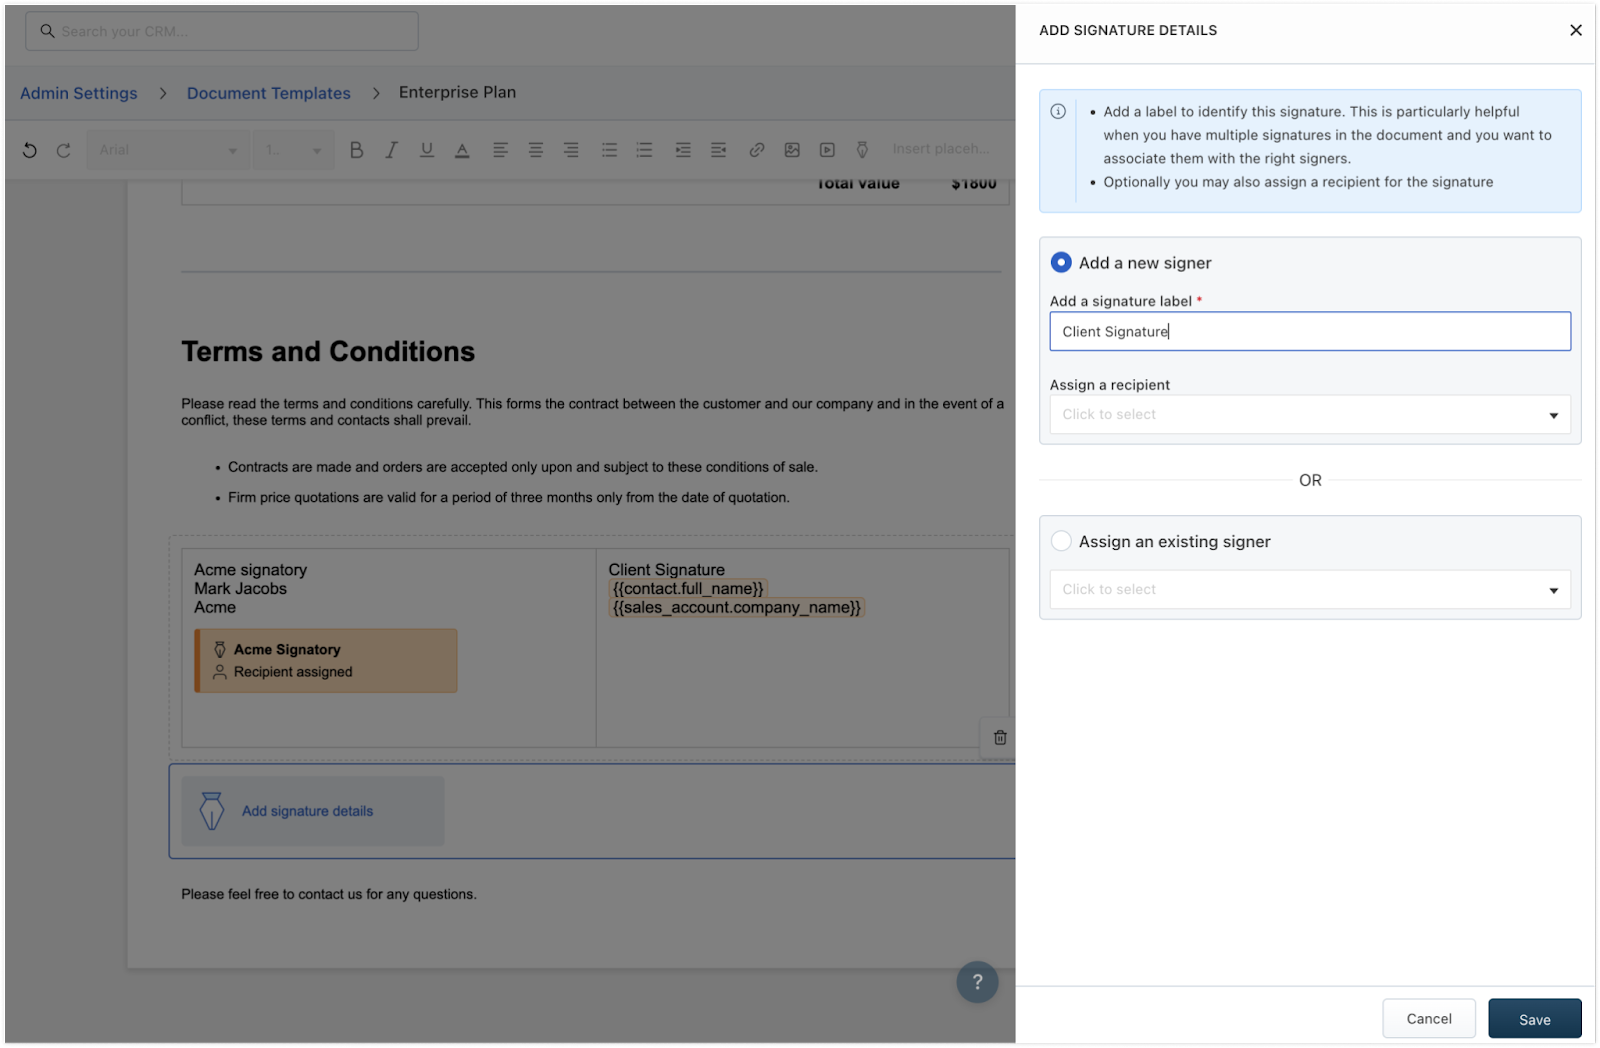 Search your CRM...
Admin Settings > Document Templates > Enterprise Plan
Arial
1..
B I U A
Insert placeh...
Total value $1800
Terms and Conditions
Please read the terms and conditions carefully. This forms the contract between the customer and our company and in the event of a
conflict, these terms and contacts shall prevail.
• Contracts are made and orders are accepted only upon and subject to these conditions of sale.
• Firm price quotations are valid for a period of three months only from the date of quotation.
Acme signatory
Mark Jacobs
Acme
Acme Signatory
Recipient assigned
Client Signature
{{contact.full_name}}
{{sales_account.company_name}}
Add signature details
Please feel free to contact us for any questions.
?
ADD SIGNATURE DETAILS
• Add a label to identify this signature. This is particularly helpful
when you have multiple signatures in the document and you want to
associate them with the right signers.
• Optionally you may also assign a recipient for the signature
Add a new signer
Add a signature label *
Client Signature
Assign a recipient
Click to select
OR
Assign an existing signer
Click to select
Cancel
Save